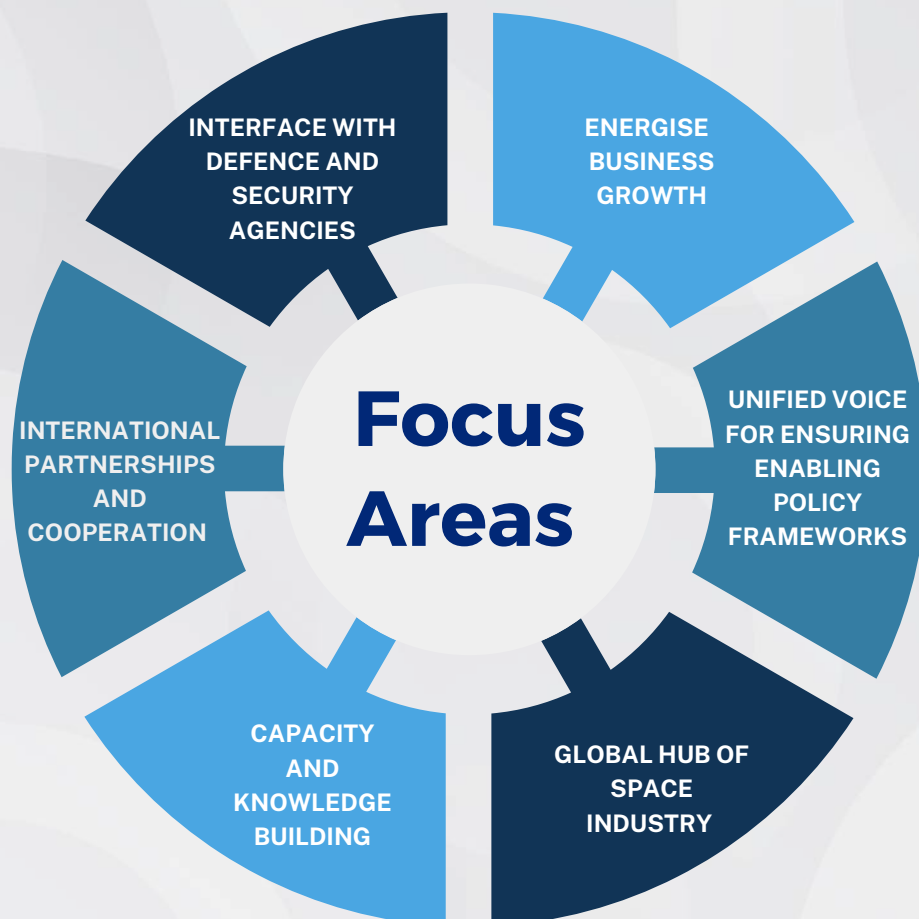 INTERFACE WITH
DEFENCE AND
SECURITY
AGENCIES
ENERGISE
BUSINESS
GROWTH
INTERNATIONAL
PARTNERSHIPS
AND
COOPERATION
Focus
Areas
UNIFIED VOICE
FOR ENSURING
ENABLING
POLICY
FRAMEWORKS
CAPACITY
AND
KNOWLEDGE
BUILDING
GLOBAL HUB OF
SPACE
INDUSTRY